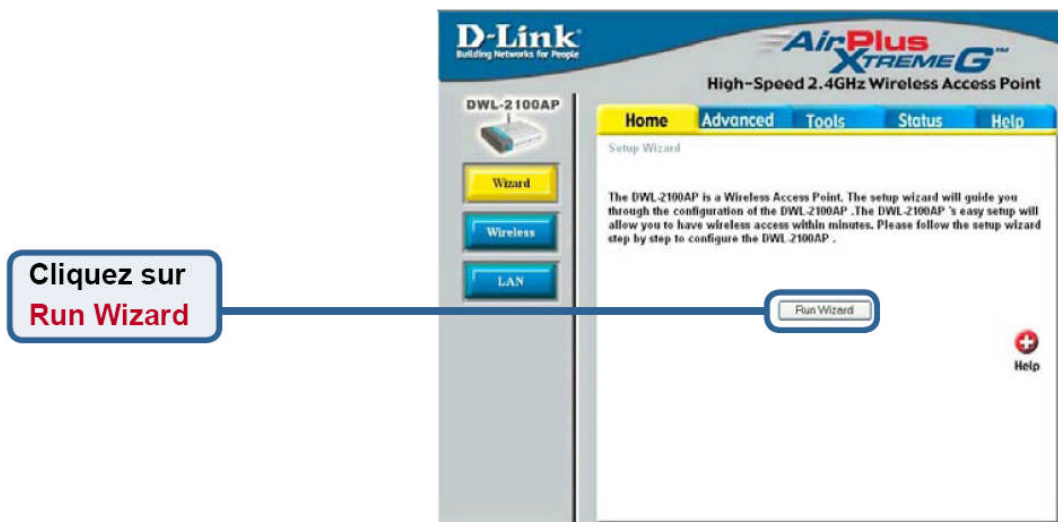 D-Link
Building Networks for People
AirPlus
XTREME G™
High-Speed 2.4GHz Wireless Access Point
DWL-2100AP
Home Advanced Tools Status Help
Setup Wizard
Wizard
Wireless
LAN
The DWL-2100AP is a Wireless Access Point. The setup wizard will guide you
through the configuration of the DWL-2100AP .The DWL-2100AP 's easy setup will
allow you to have wireless access within minutes. Please follow the setup wizard
step by step to configure the DWL-2100AP .
Cliquez sur
Run Wizard
Run Wizard
Help